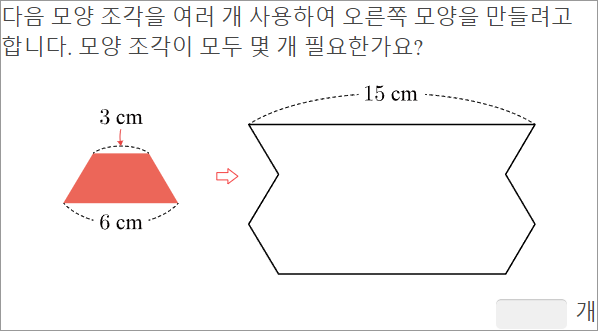 다음 모양 조각을 여러 개 사용하여 오른쪽 모양을 만들려고
합니다. 모양 조각이 모두 몇 개 필요한가요?
15 cm
3 cm
6 cm
개